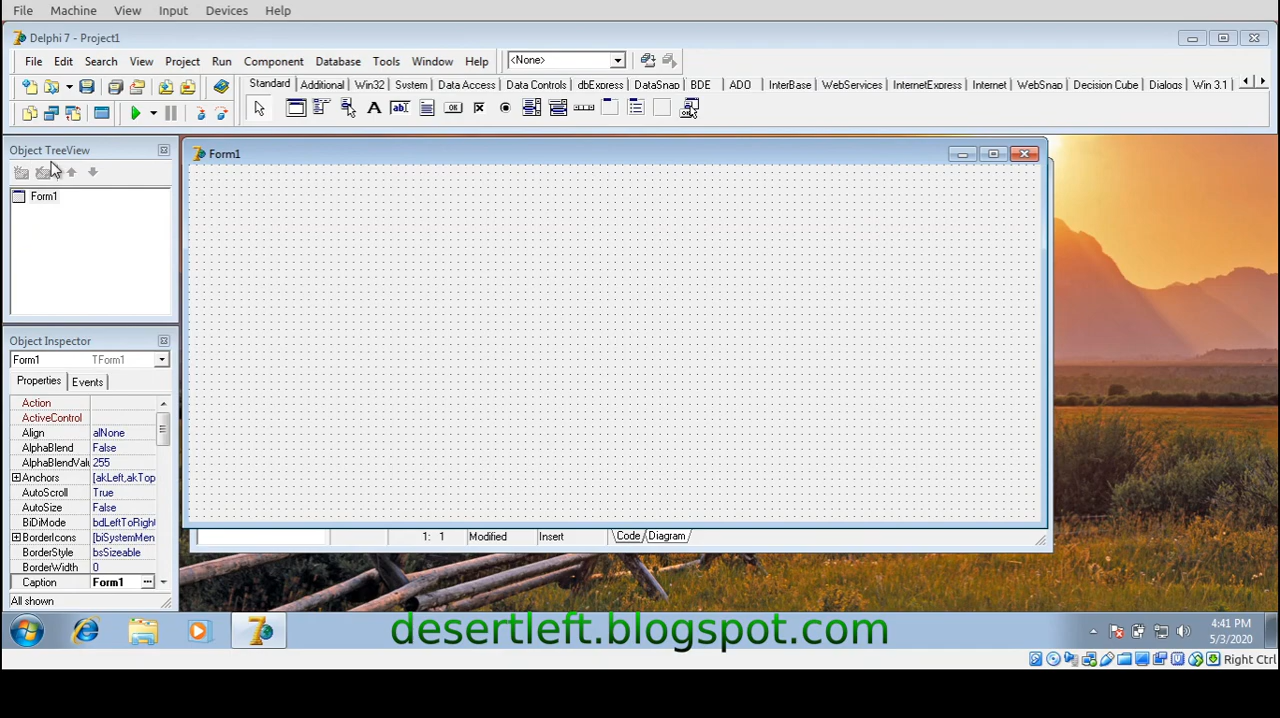 File Machine View Input Devices Help
Delphi 7 - Project1
File Edit Search View Project Run Component Database Tools Window Help <None>
Standard Additional Win32 System Data Access Data Controls dbExpress DataSnap BDE ADO InterBase WebServices InternetExpress Internet WebSnap Decision Cube Dialogs Win 3.1
A ab OK
OK
Object TreeView
Form1
Form1
Object Inspector
Form1 TForm1
Properties Events
Action
ActiveControl
Align alNone
AlphaBlend False
AlphaBlendValu 255
Anchors [akLeft,akTop
AutoScroll True
AutoSize False
BiDiMode bdLeftToRight
BorderIcons [biSystemMen
BorderStyle bsSizeable
BorderWidth 0
Caption Form1
All shown
1: 1 Modified Insert Code Diagram
desertleft.blogspot.com
4:41 PM
5/3/2020
Right Ctrl